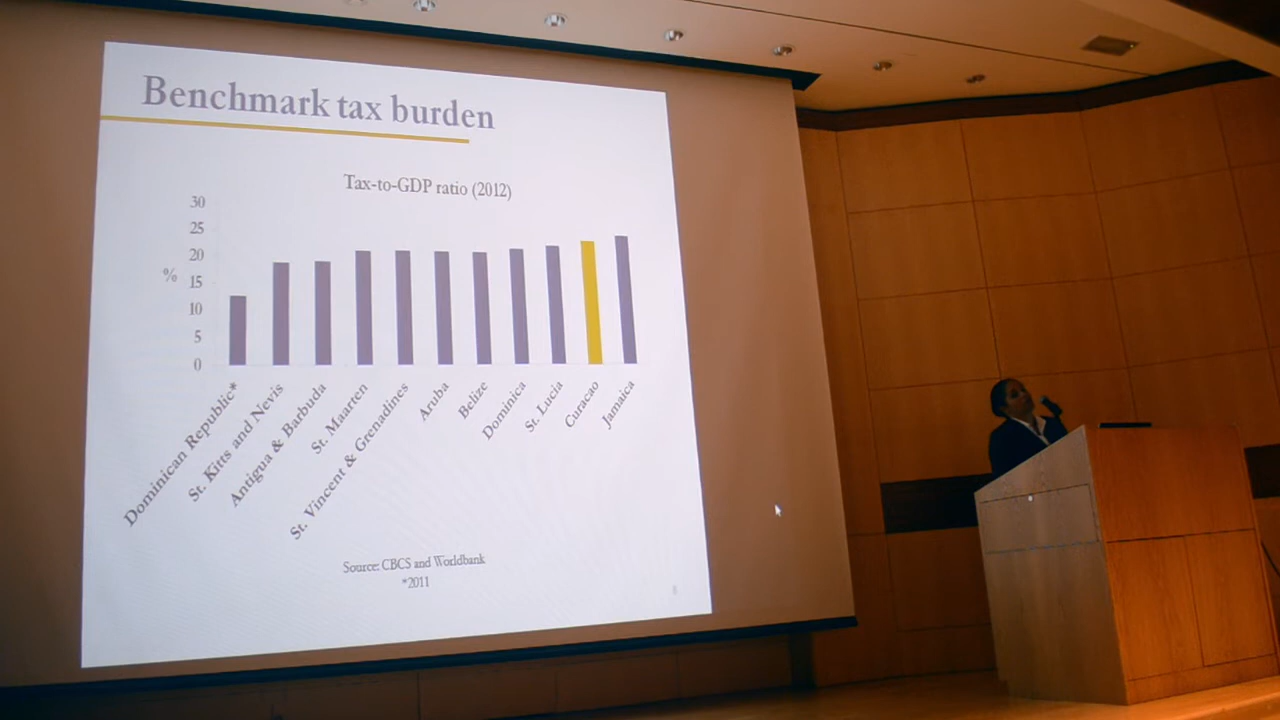 Benchmark tax burden
Tax-to-GDP ratio (2012)
30
25
20
%
15
10
5
0
Dominican Republic*
St. Kitts and Nevis
Antigua & Barbuda
St. Maarten
St. Vincent & Grenadines
Aruba
Belize
Dominica
St. Lucia
Curacao
Jamaica
Source: CBCS and Worldbank
*2011
8